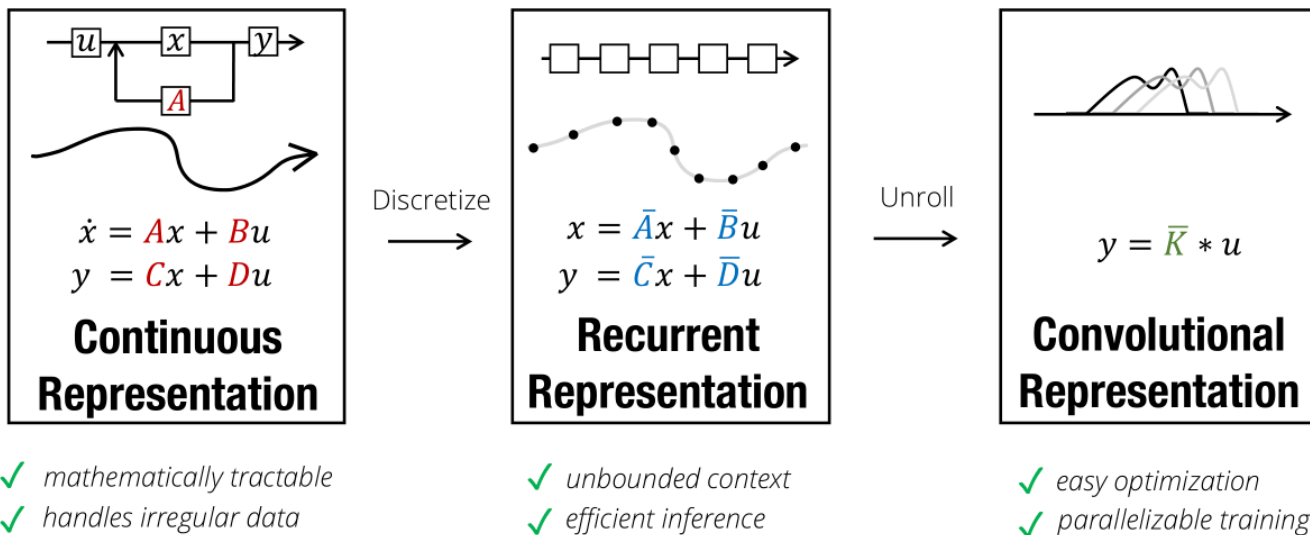 u x y
A
ẋ = Ax + Bu
y = Cx + Du
Continuous
Representation
✓ mathematically tractable
✓ handles irregular data
Discretize
x = A̅x + B̅u
y = C̅x + D̅u
Recurrent
Representation
✓ unbounded context
✓ efficient inference
Unroll
y = K̅ * u
Convolutional
Representation
✓ easy optimization
✓ parallelizable training